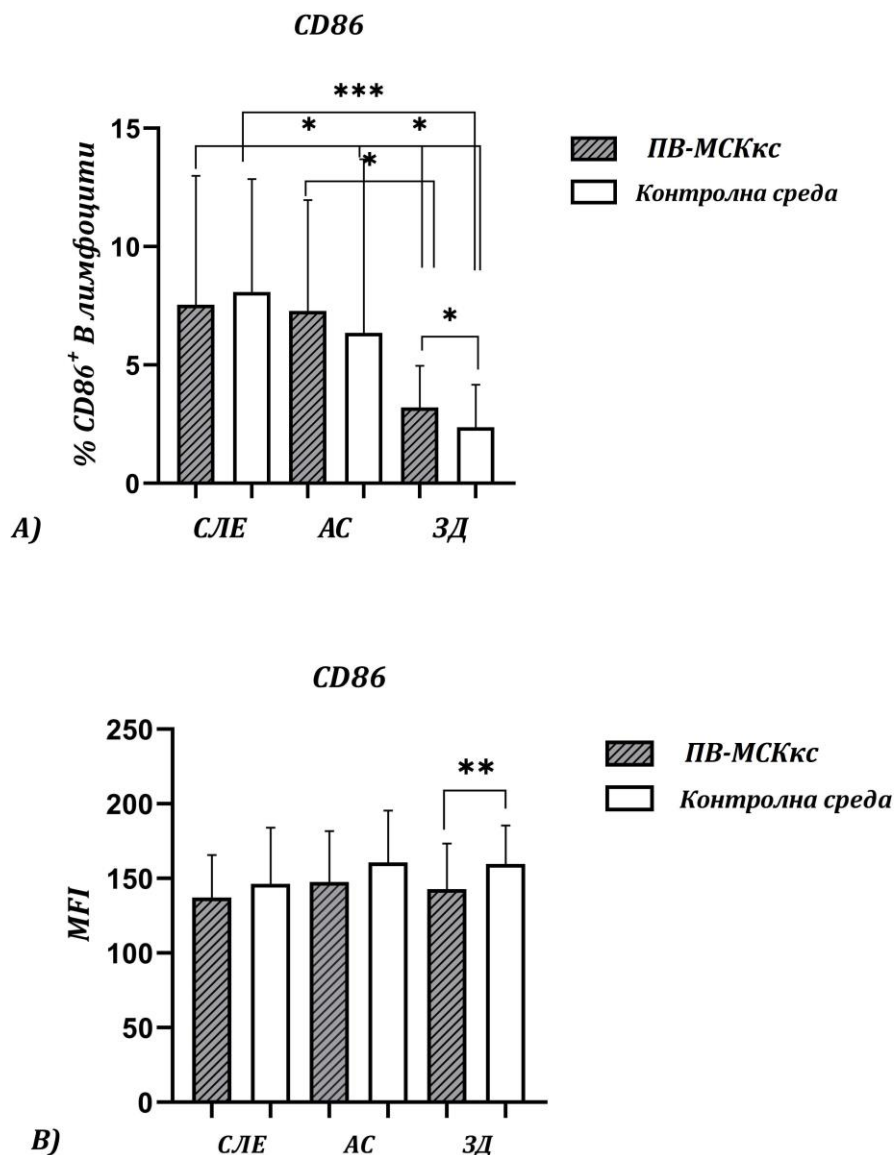 CD86
***
*
*
*
*
15
10
5
0
% CD86+ В лимфоцити
СЛЕ
АС
ЗД
ПВ-МСКкс
Контролна среда
А)
CD86
**
250
200
150
100
50
0
MFI
СЛЕ
АС
ЗД
ПВ-МСКкс
Контролна среда
В)